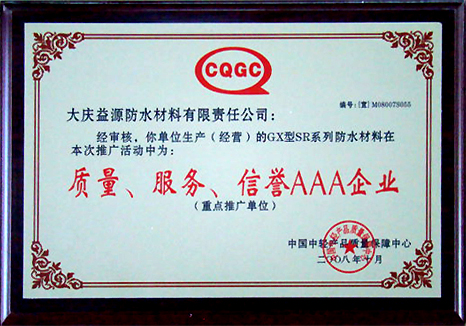 CQGC
大庆益源防水材料有限责任公司：
编号：(宣) M08007S055
经审核，你单位生产（经营）的GX型SR系列防水材料在
本次推广活动中为：
质量、服务、信誉AAA企业
（重点推广单位）
中国中轻产品质量保障中心
二〇〇八年十月